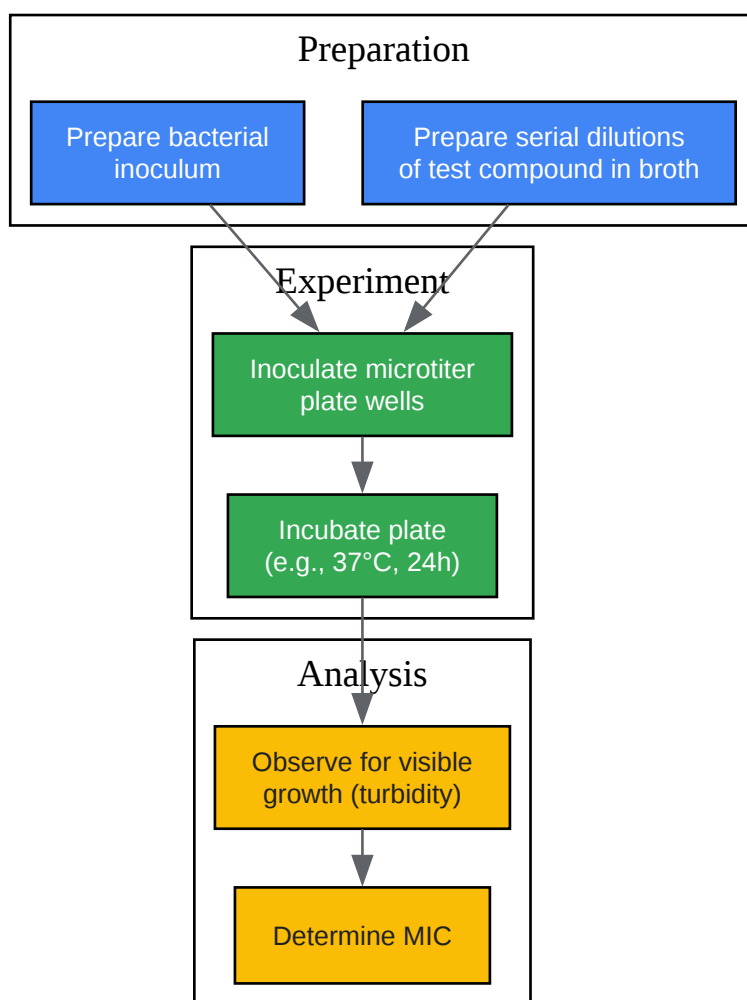 Preparation
Prepare bacterial
inoculum
Prepare serial dilutions
of test compound in broth
Experiment
Inoculate microtiter
plate wells
Incubate plate
(e.g., 37°C, 24h)
Analysis
Observe for visible
growth (turbidity)
Determine MIC